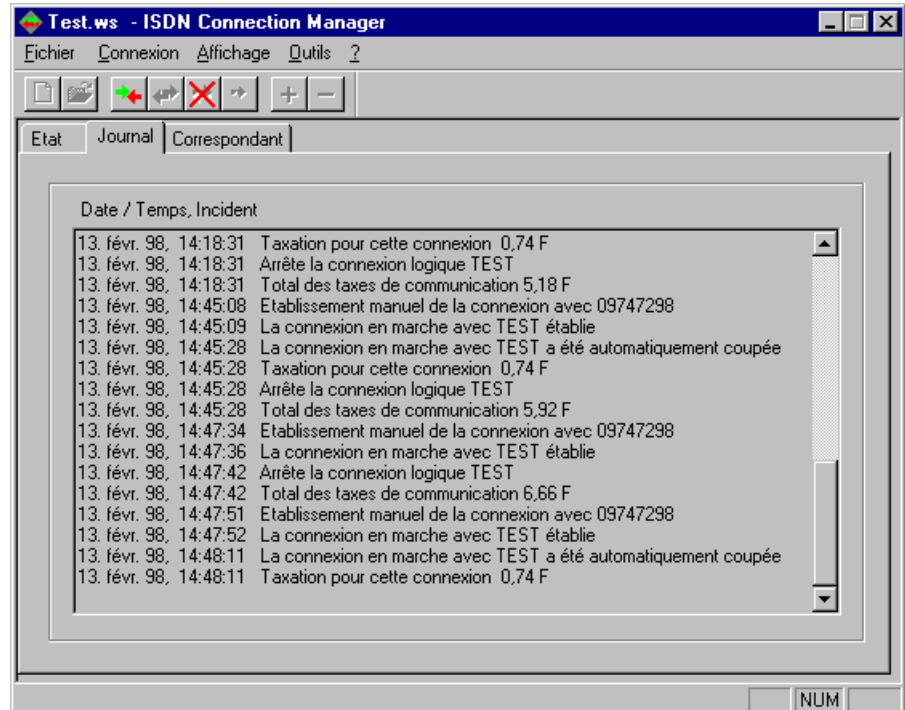 Test.ws - ISDN Connection Manager
Fichier Connexion Affichage Outils ?
Etat Journal Correspondant
Date / Temps, Incident
13. févr. 98, 14:18:31 Taxation pour cette connexion 0,74 F
13. févr. 98, 14:18:31 Arrête la connexion logique TEST
13. févr. 98, 14:18:31 Total des taxes de communication 5,18 F
13. févr. 98, 14:45:08 Etablissement manuel de la connexion avec 09747298
13. févr. 98, 14:45:09 La connexion en marche avec TEST établie
13. févr. 98, 14:45:28 La connexion en marche avec TEST a été automatiquement coupée
13. févr. 98, 14:45:28 Taxation pour cette connexion 0,74 F
13. févr. 98, 14:45:28 Arrête la connexion logique TEST
13. févr. 98, 14:45:28 Total des taxes de communication 5,92 F
13. févr. 98, 14:47:34 Etablissement manuel de la connexion avec 09747298
13. févr. 98, 14:47:36 La connexion en marche avec TEST établie
13. févr. 98, 14:47:42 Arrête la connexion logique TEST
13. févr. 98, 14:47:42 Total des taxes de communication 6,66 F
13. févr. 98, 14:47:51 Etablissement manuel de la connexion avec 09747298
13. févr. 98, 14:47:52 La connexion en marche avec TEST établie
13. févr. 98, 14:48:11 La connexion en marche avec TEST a été automatiquement coupée
13. févr. 98, 14:48:11 Taxation pour cette connexion 0,74 F
NUM